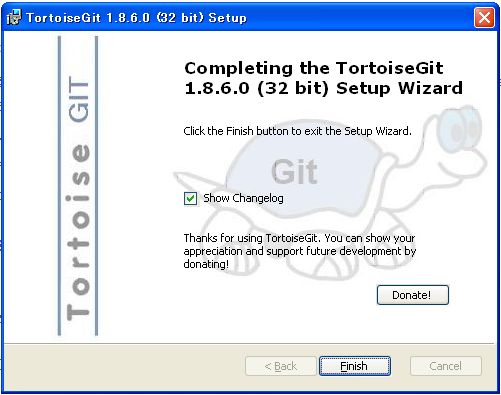 TortoiseGit 1.8.6.0 (32 bit) Setup
Tortoise GIT
Completing the TortoiseGit
1.8.6.0 (32 bit) Setup Wizard
Click the Finish button to exit the Setup Wizard.
Git
Show Changelog
Thanks for using TortoiseGit. You can show your
appreciation and support future development by
donating!
Donate!
< Back
Finish
Cancel